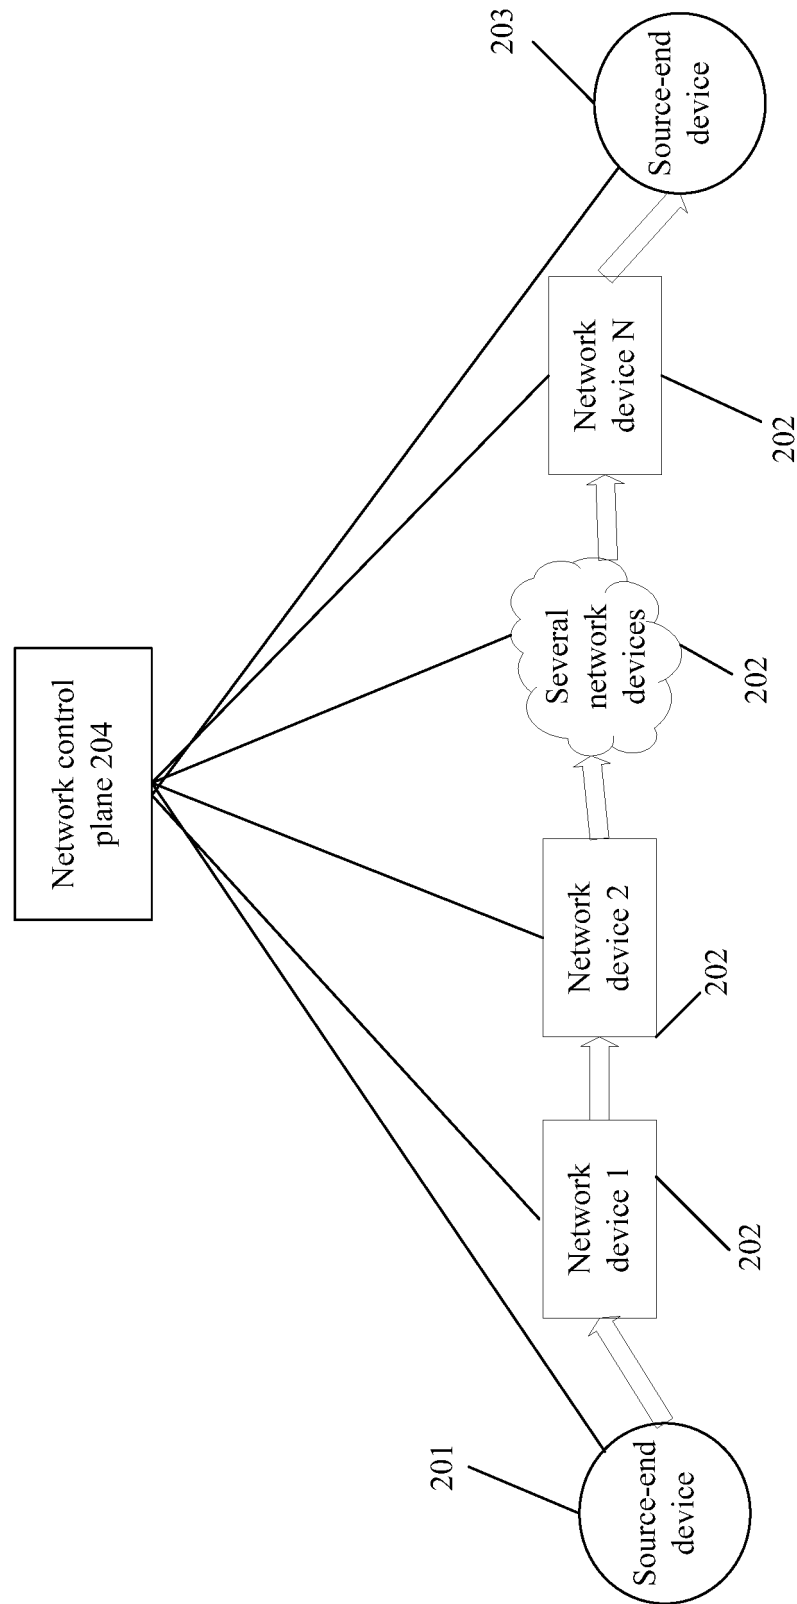 Network control
plane 204
201
203
Source-end
device
Network
device 1
Network
device 2
Several
network
devices
Network
device N
Source-end
device
202
202
202
202